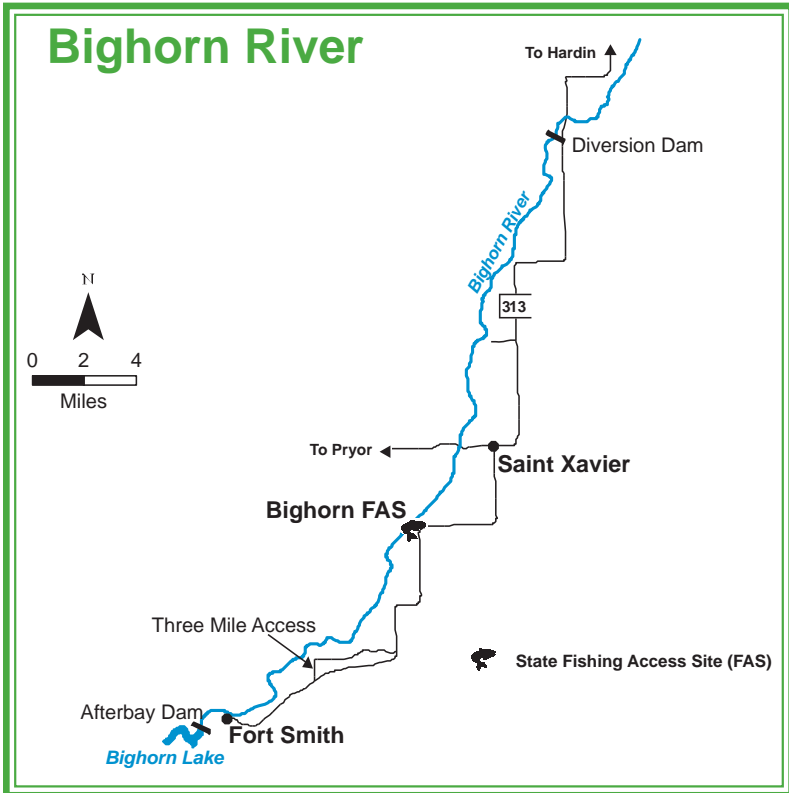 Bighorn River
To Hardin
Diversion Dam
Bighorn River
N
313
0 2 4
Miles
To Pryor
Saint Xavier
Bighorn FAS
Three Mile Access
State Fishing Access Site (FAS)
Afterbay Dam
Fort Smith
Bighorn Lake